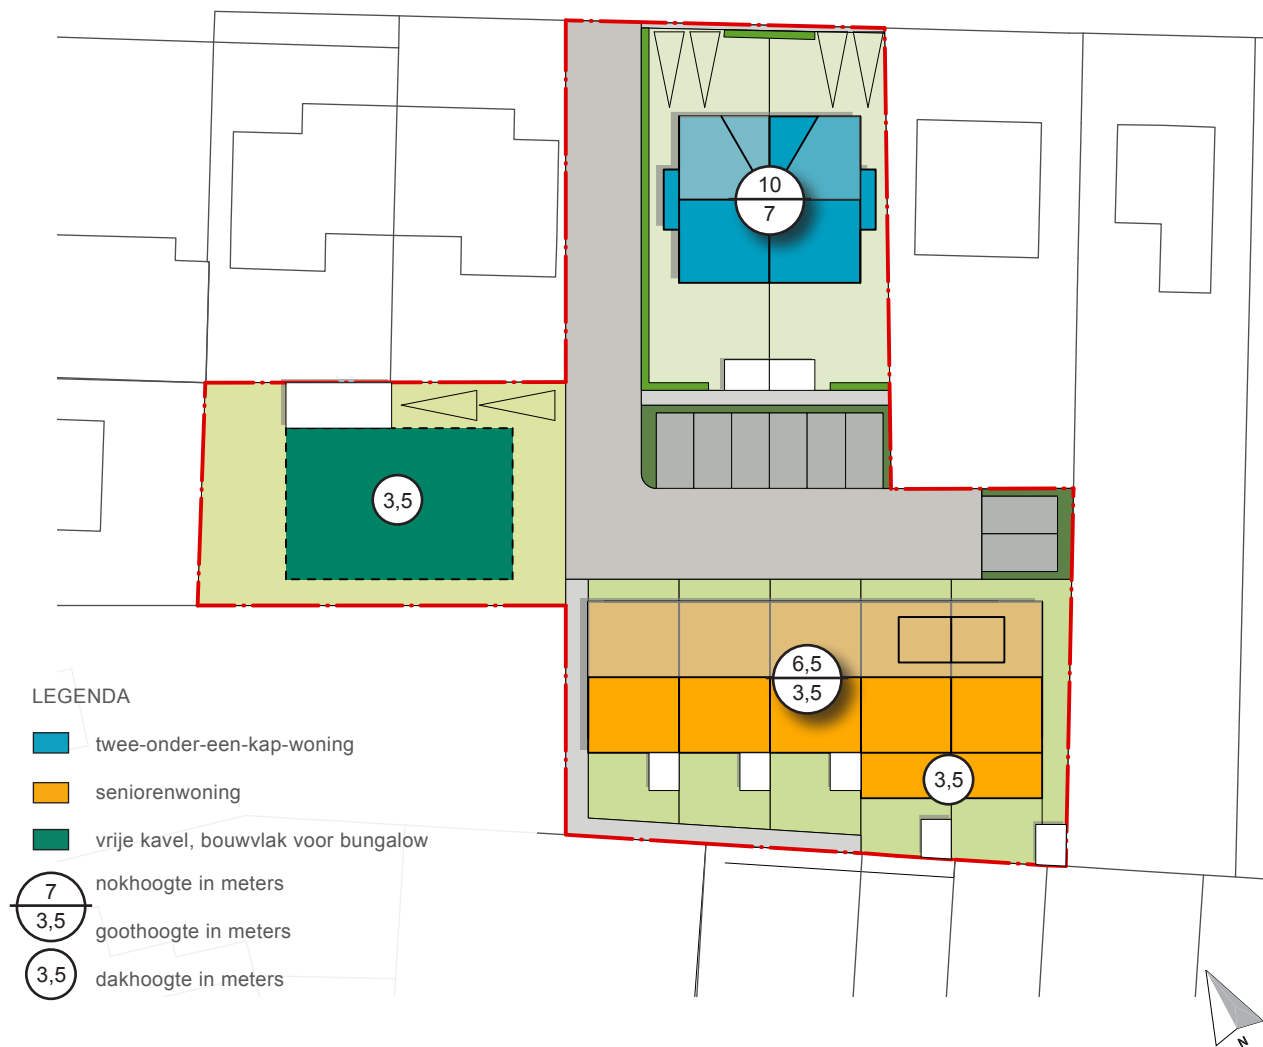 10
7
3,5
6,5
3,5
3,5
LEGENDA
twee-onder-een-kap-woning
seniorenwoning
vrije kavel, bouwvlak voor bungalow
7
nokhoogte in meters
3,5
goothoogte in meters
3,5
dakhoogte in meters
N